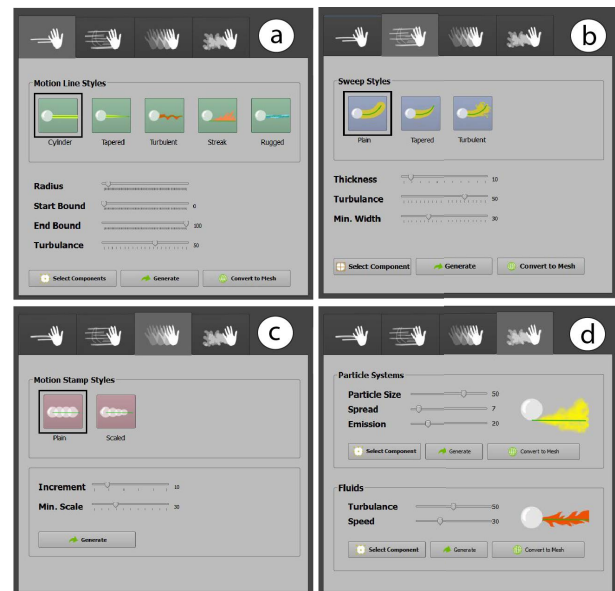 a
Motion Line Styles
Cylinder Tapered Turbulent Streak Rugged
Radius
Start Bound 0
End Bound 100
Turbulance 50
Select Components Generate Convert to Mesh
b
Sweep Styles
Plain Tapered Turbulent
Thickness 10
Turbulance 50
Min. Width 30
Select Component Generate Convert to Mesh
c
Motion Stamp Styles
Plain Scaled
Increment 10
Min. Scale 30
Generate
d
Particle Systems
Particle Size 50
Spread 7
Emission 20
Select Component Generate Convert to Mesh
Fluids
Turbulance 50
Speed 30
Select Component Generate Convert to Mesh